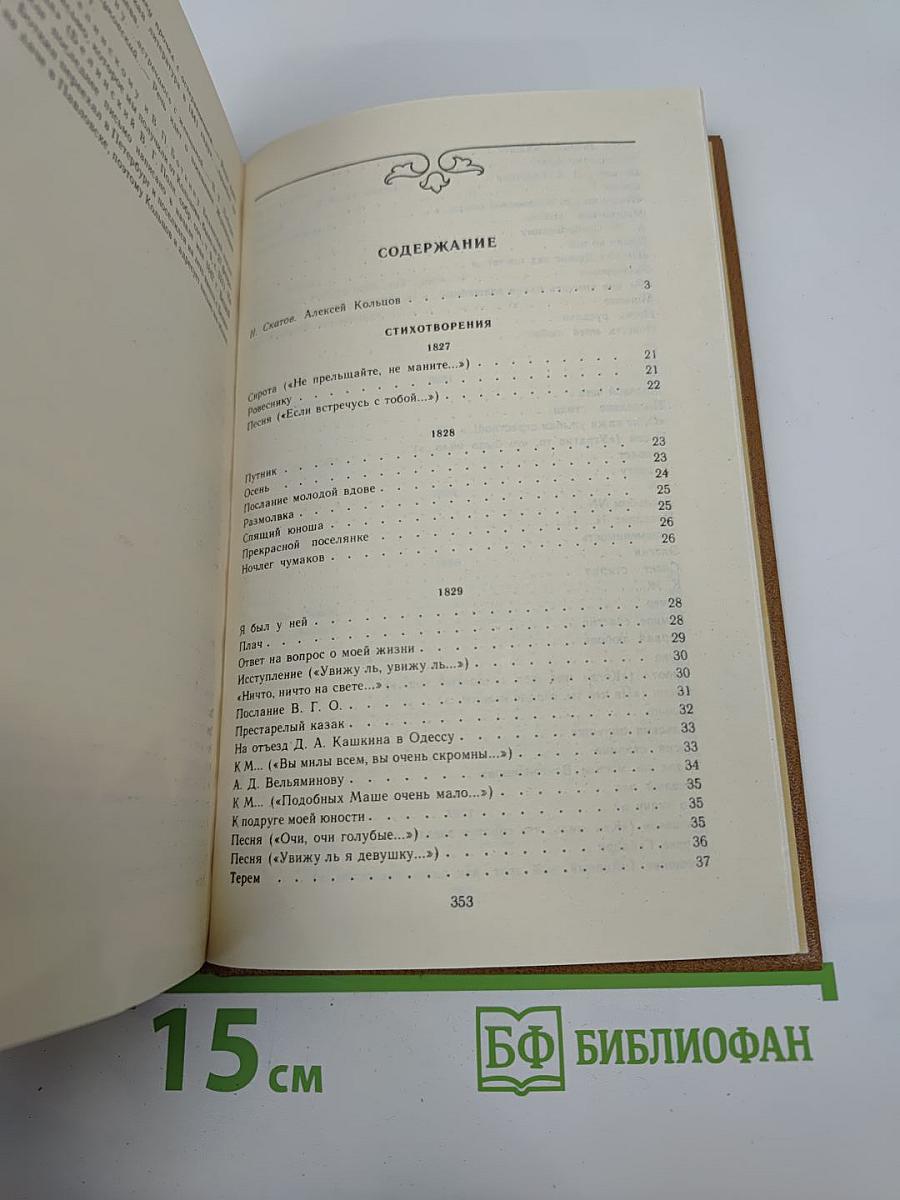 СОДЕРЖАНИЕ
Н. Скатов. Алексей Кольцов . . . . . . . . . . . . 3
СТИХОТВОРЕНИЯ
1827
Сирота («Не прельщайте, не маните...») . . . . . . . . 21
Ровеснику . . . . . . . . . . . . . . . . . 21
Песня («Если встречусь с тобой...») . . . . . . . . . . 22
1828
Путник . . . . . . . . . . . . . . . . . . 23
Осень . . . . . . . . . . . . . . . . . . 23
Послание молодой вдове . . . . . . . . . . . . . 24
Размолвка . . . . . . . . . . . . . . . . . 25
Спящий юноша . . . . . . . . . . . . . . . . 25
Прекрасной поселянке . . . . . . . . . . . . . . 26
Ночлег чумаков . . . . . . . . . . . . . . . . 26
1829
Я был у ней . . . . . . . . . . . . . . . . . 28
Плач . . . . . . . . . . . . . . . . . . . 28
Ответ на вопрос о моей жизни . . . . . . . . . . . 29
Исступление («Увижу ль, увижу ль...») . . . . . . . . . 30
«Ничто, ничто на свете...» . . . . . . . . . . . . . 30
Послание В. Г. О. . . . . . . . . . . . . . . . 31
Престарелый казак . . . . . . . . . . . . . . . 32
На отъезд Д. А. Кашкина в Одессу . . . . . . . . . . 33
К М... («Вы милы всем, вы очень скромны...») . . . . . . . 33
А. Д. Вельяминову . . . . . . . . . . . . . . . 34
К М... («Подобных Маше очень мало...») . . . . . . . . 35
К подруге моей юности . . . . . . . . . . . . . . 35
Песня («Очи, очи голубые...») . . . . . . . . . . . . 35
Песня («Увижу ль я девушку...») . . . . . . . . . . . 36
Терем . . . . . . . . . . . . . . . . . . . 37
353
15 см
БФ БИБЛИОФАН